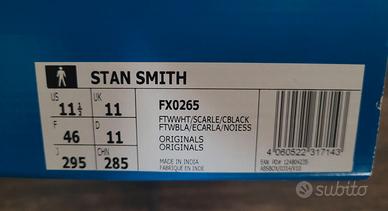 STAN SMITH
US 11½ UK 11
F 46 D 11
J 295 CHN 285
FX0265
FTWWHT/SCARLE/CBLACK
FTWBLA/ECARLA/NOIESS
ORIGINALS
ORIGINALS
MADE IN INDIA
FABRIQUÉ EN INDE
4 060522 317143
subito